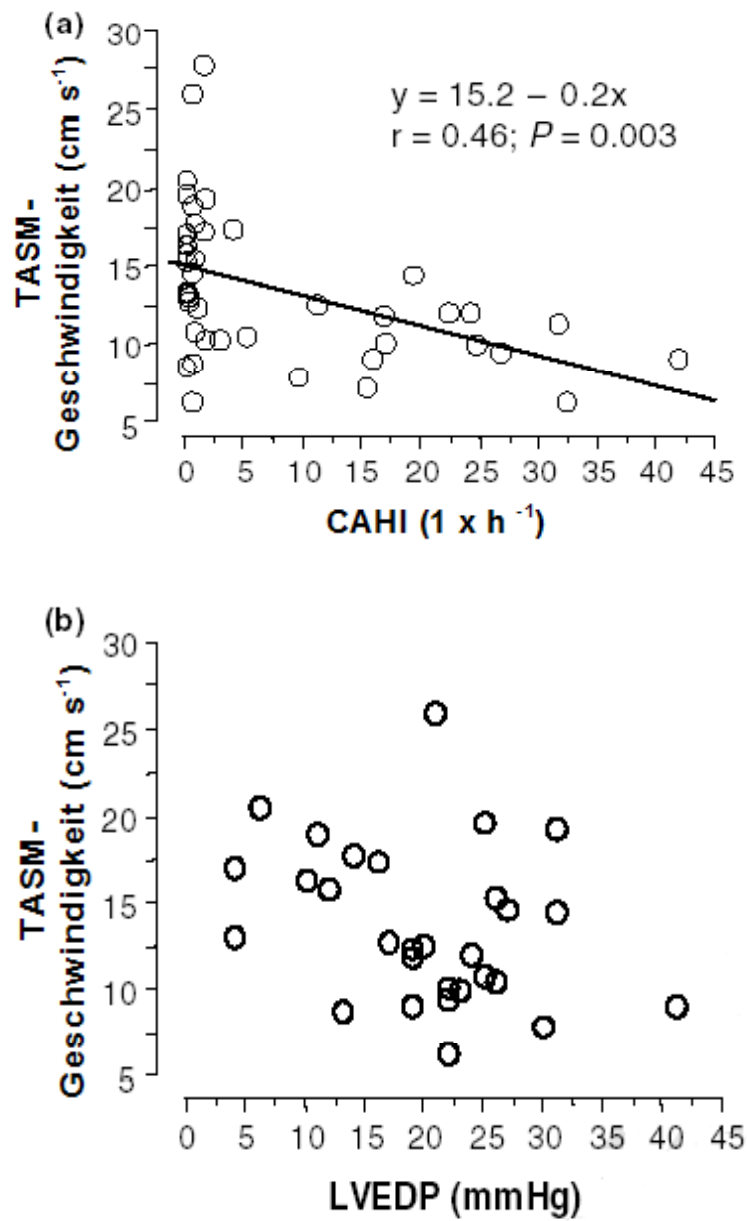 (a)
30
25
20
15
10
5
TASM-
Geschwindigkeit (cm s⁻¹)
y = 15.2 – 0.2x
r = 0.46; P = 0.003
0 5 10 15 20 25 30 35 40 45
CAHI (1 x h ⁻¹)
(b)
30
25
20
15
10
5
TASM-
Geschwindigkeit (cm s⁻¹)
0 5 10 15 20 25 30 35 40 45
LVEDP (mmHg)